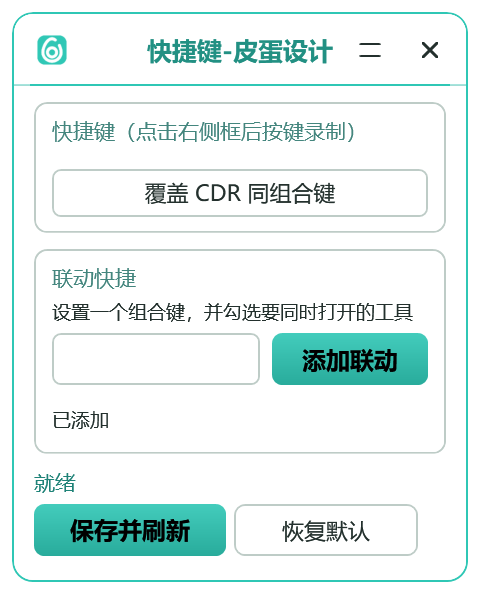 快捷键-皮蛋设计
快捷键（点击右侧框后按键录制）
覆盖 CDR 同组合键
联动快捷
设置一个组合键，并勾选要同时打开的工具
添加联动
已添加
就绪
保存并刷新
恢复默认